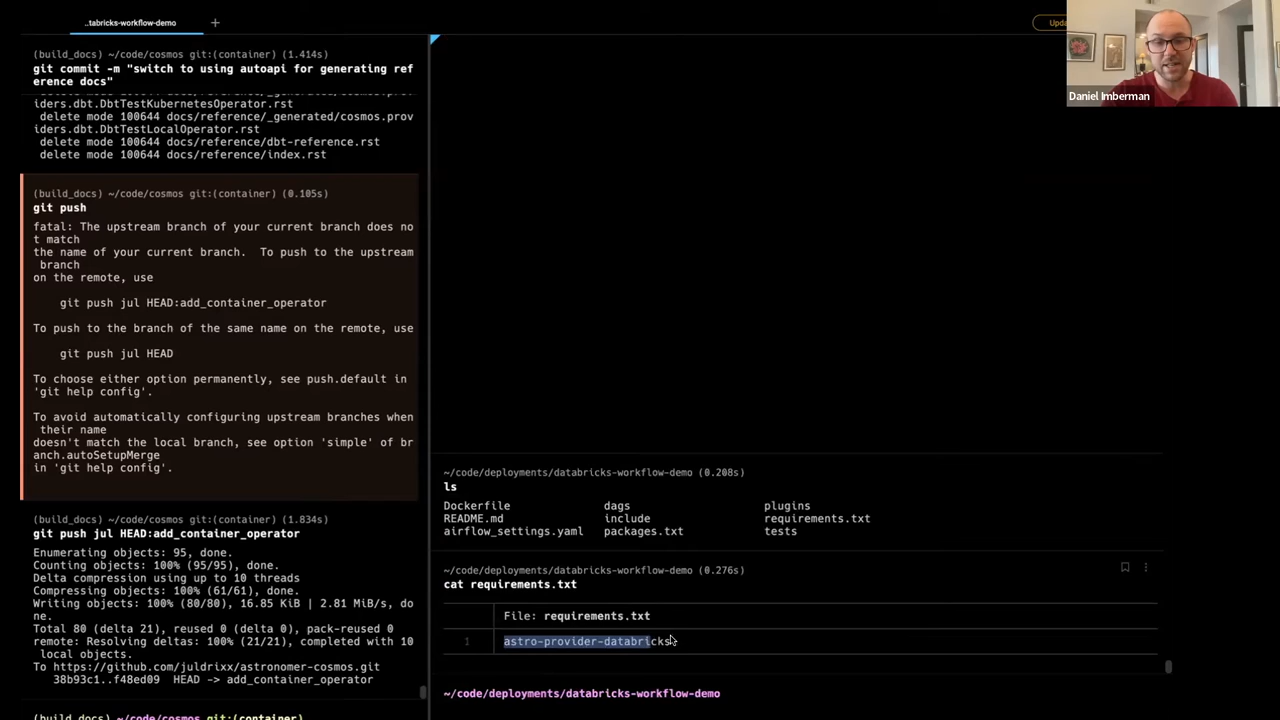 ..tabricks-workflow-demo
Upda
Daniel Imberman
(build_docs) ~/code/cosmos git:(container) (1.414s)
git commit -m "switch to using autoapi for generating ref
erence docs"
iders.dbt.DbtTestKubernetesOperator.rst
delete mode 100644 docs/reference/_generated/cosmos.prov
iders.dbt.DbtTestLocalOperator.rst
delete mode 100644 docs/reference/dbt-reference.rst
delete mode 100644 docs/reference/index.rst
(build_docs) ~/code/cosmos git:(container) (0.105s)
git push
fatal: The upstream branch of your current branch does no
t match
the name of your current branch.  To push to the upstream
branch
on the remote, use
git push jul HEAD:add_container_operator
To push to the branch of the same name on the remote, use
git push jul HEAD
To choose either option permanently, see push.default in
'git help config'.
To avoid automatically configuring upstream branches when
their name
doesn't match the local branch, see option 'simple' of br
anch.autoSetupMerge
in 'git help config'.
(build_docs) ~/code/cosmos git:(container) (1.834s)
git push jul HEAD:add_container_operator
Enumerating objects: 95, done.
Counting objects: 100% (95/95), done.
Delta compression using up to 10 threads
Compressing objects: 100% (61/61), done.
Writing objects: 100% (80/80), 16.85 KiB | 2.81 MiB/s, do
ne.
Total 80 (delta 21), reused 0 (delta 0), pack-reused 0
remote: Resolving deltas: 100% (21/21), completed with 10
local objects.
To https://github.com/juldrixx/astronomer-cosmos.git
38b93c1..f48ed09  HEAD -> add_container_operator
(build_docs) ~/code/cosmos git:(container)
~/code/deployments/databricks-workflow-demo (0.208s)
ls
Dockerfile dags plugins
README.md include requirements.txt
airflow_settings.yaml packages.txt tests
~/code/deployments/databricks-workflow-demo (0.276s)
cat requirements.txt
File: requirements.txt
1 astro-provider-databricks
~/code/deployments/databricks-workflow-demo